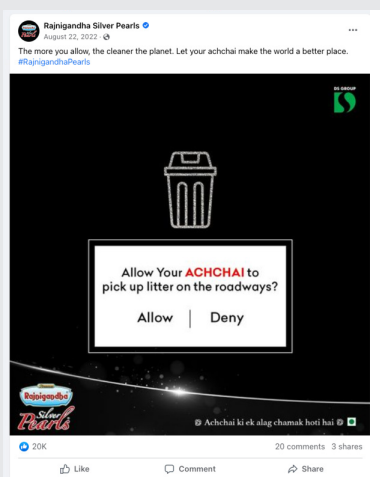 Rajnigandha Silver Pearls
August 22, 2022
The more you allow, the cleaner the planet. Let your achchai make the world a better place.
#RajnigandhaPearls
DS GROUP
Allow Your ACHCHAI to
pick up litter on the roadways?
Allow | Deny
Rajnigandha
Silver
Pearls
Achchai ki ek alag chamak hoti hai
20K
20 comments 3 shares
Like Comment Share